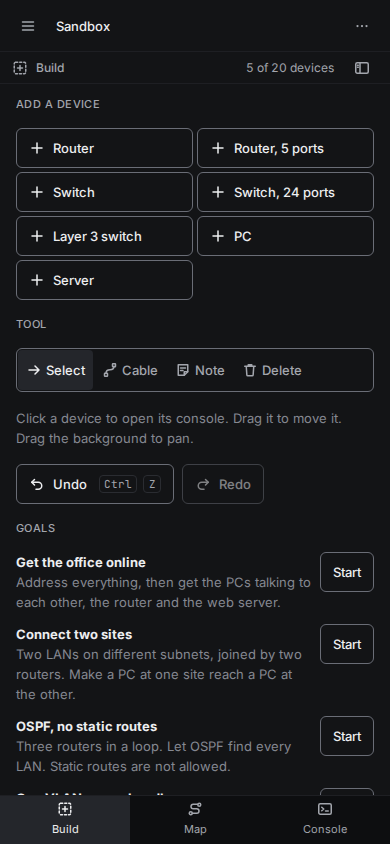 Sandbox
Build
5 of 20 devices
ADD A DEVICE
Router
Router, 5 ports
Switch
Switch, 24 ports
Layer 3 switch
PC
Server
TOOL
Select
Cable
Note
Delete
Click a device to open its console. Drag it to move it.
Drag the background to pan.
Undo Ctrl Z
Redo
GOALS
Get the office online
Address everything, then get the PCs talking to
each other, the router and the web server.
Start
Connect two sites
Two LANs on different subnets, joined by two
routers. Make a PC at one site reach a PC at
the other.
Start
OSPF, no static routes
Three routers in a loop. Let OSPF find every
LAN. Static routes are not allowed.
Start
Build
Map
Console